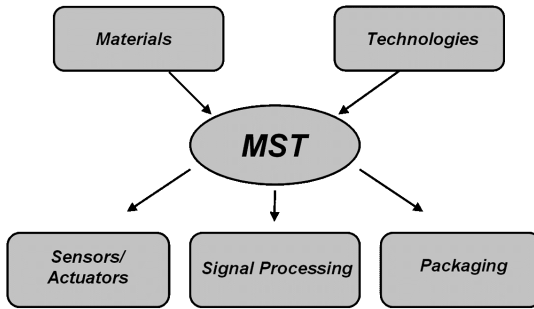 Materials
Technologies
MST
Sensors/
Actuators
Signal Processing
Packaging